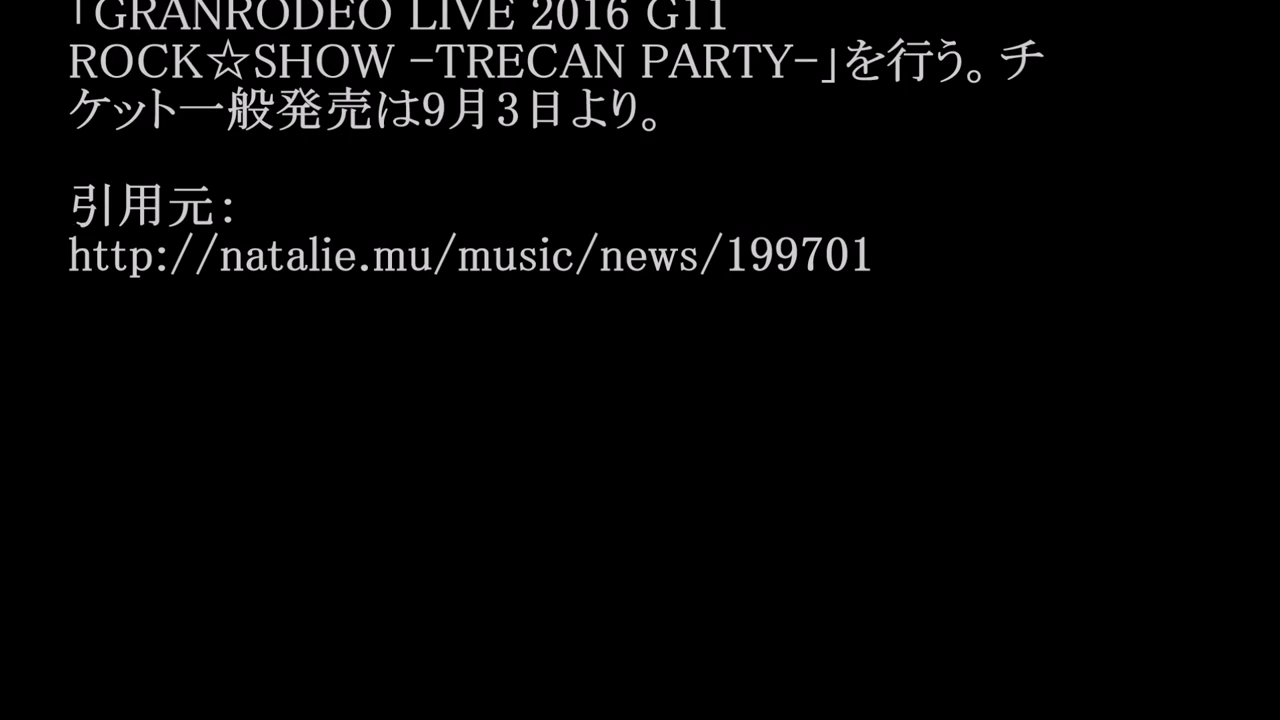 「GRANRODEO LIVE 2016 G11
ROCK☆SHOW −TRECAN PARTY−」を行う。チ
ケット一般発売は9月３日より。
引用元：
http://natalie.mu/music/news/199701